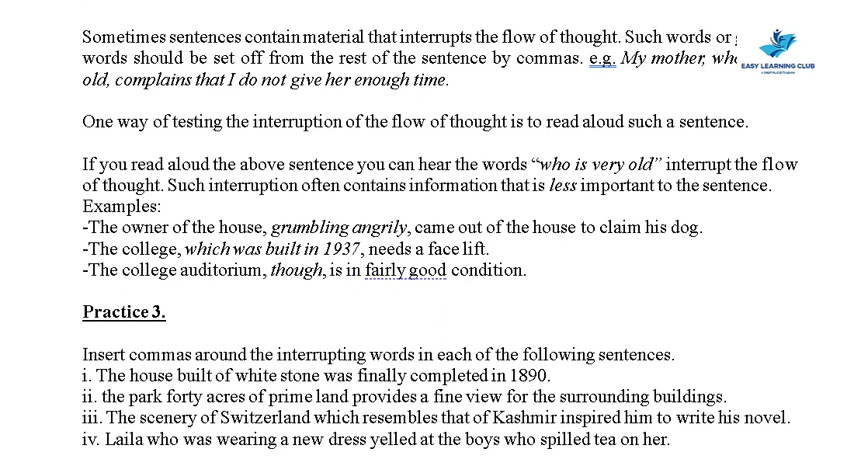 Sometimes sentences contain material that interrupts the flow of thought. Such words or
words should be set off from the rest of the sentence by commas. e.g. My mother, who
old, complains that I do not give her enough time.
EASY LEARNING CLUB
One way of testing the interruption of the flow of thought is to read aloud such a sentence.
If you read aloud the above sentence you can hear the words “who is very old” interrupt the flow
of thought. Such interruption often contains information that is less important to the sentence.
Examples:
-The owner of the house, grumbling angrily, came out of the house to claim his dog.
-The college, which was built in 1937, needs a face lift.
-The college auditorium, though, is in fairly good condition.
Practice 3.
Insert commas around the interrupting words in each of the following sentences.
i. The house built of white stone was finally completed in 1890.
ii. the park forty acres of prime land provides a fine view for the surrounding buildings.
iii. The scenery of Switzerland which resembles that of Kashmir inspired him to write his novel.
iv. Laila who was wearing a new dress yelled at the boys who spilled tea on her.